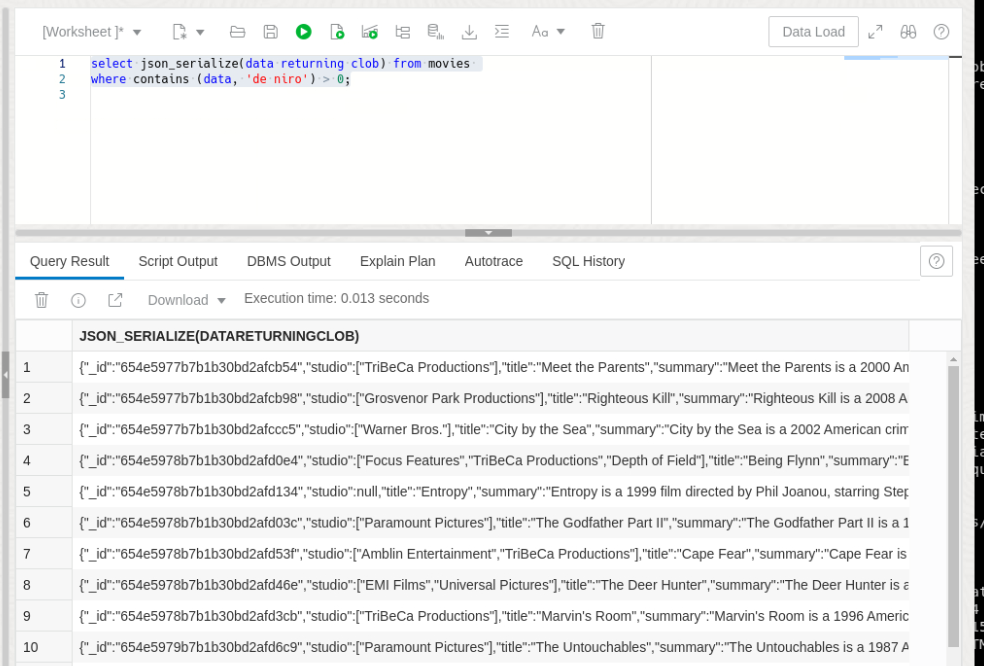 [Worksheet ]*
Aa
Data Load
1 select json_serialize(data returning clob) from movies
2 where contains (data, 'de niro') > 0;
3
Query Result Script Output DBMS Output Explain Plan Autotrace SQL History
Download Execution time: 0.013 seconds
JSON_SERIALIZE(DATARETURNINGCLOB)
1 {"_id":"654e5977b7b1b30bd2afcb54","studio":["TriBeCa Productions"],"title":"Meet the Parents","summary":"Meet the Parents is a 2000 Am
2 {"_id":"654e5977b7b1b30bd2afcb98","studio":["Grosvenor Park Productions"],"title":"Righteous Kill","summary":"Righteous Kill is a 2008 A
3 {"_id":"654e5977b7b1b30bd2afccc5","studio":["Warner Bros."],"title":"City by the Sea","summary":"City by the Sea is a 2002 American crim
4 {"_id":"654e5978b7b1b30bd2afd0e4","studio":["Focus Features","TriBeCa Productions","Depth of Field"],"title":"Being Flynn","summary":"B
5 {"_id":"654e5978b7b1b30bd2afd134","studio":null,"title":"Entropy","summary":"Entropy is a 1999 film directed by Phil Joanou, starring Step
6 {"_id":"654e5978b7b1b30bd2afd03c","studio":["Paramount Pictures"],"title":"The Godfather Part II","summary":"The Godfather Part II is a 1
7 {"_id":"654e5978b7b1b30bd2afd53f","studio":["Amblin Entertainment","TriBeCa Productions"],"title":"Cape Fear","summary":"Cape Fear is
8 {"_id":"654e5978b7b1b30bd2afd46e","studio":["EMI Films","Universal Pictures"],"title":"The Deer Hunter","summary":"The Deer Hunter is a
9 {"_id":"654e5978b7b1b30bd2afd3cb","studio":["TriBeCa Productions"],"title":"Marvin's Room","summary":"Marvin's Room is a 1996 Americ
10 {"_id":"654e5979b7b1b30bd2afd6c9","studio":["Paramount Pictures"],"title":"The Untouchables","summary":"The Untouchables is a 1987 A